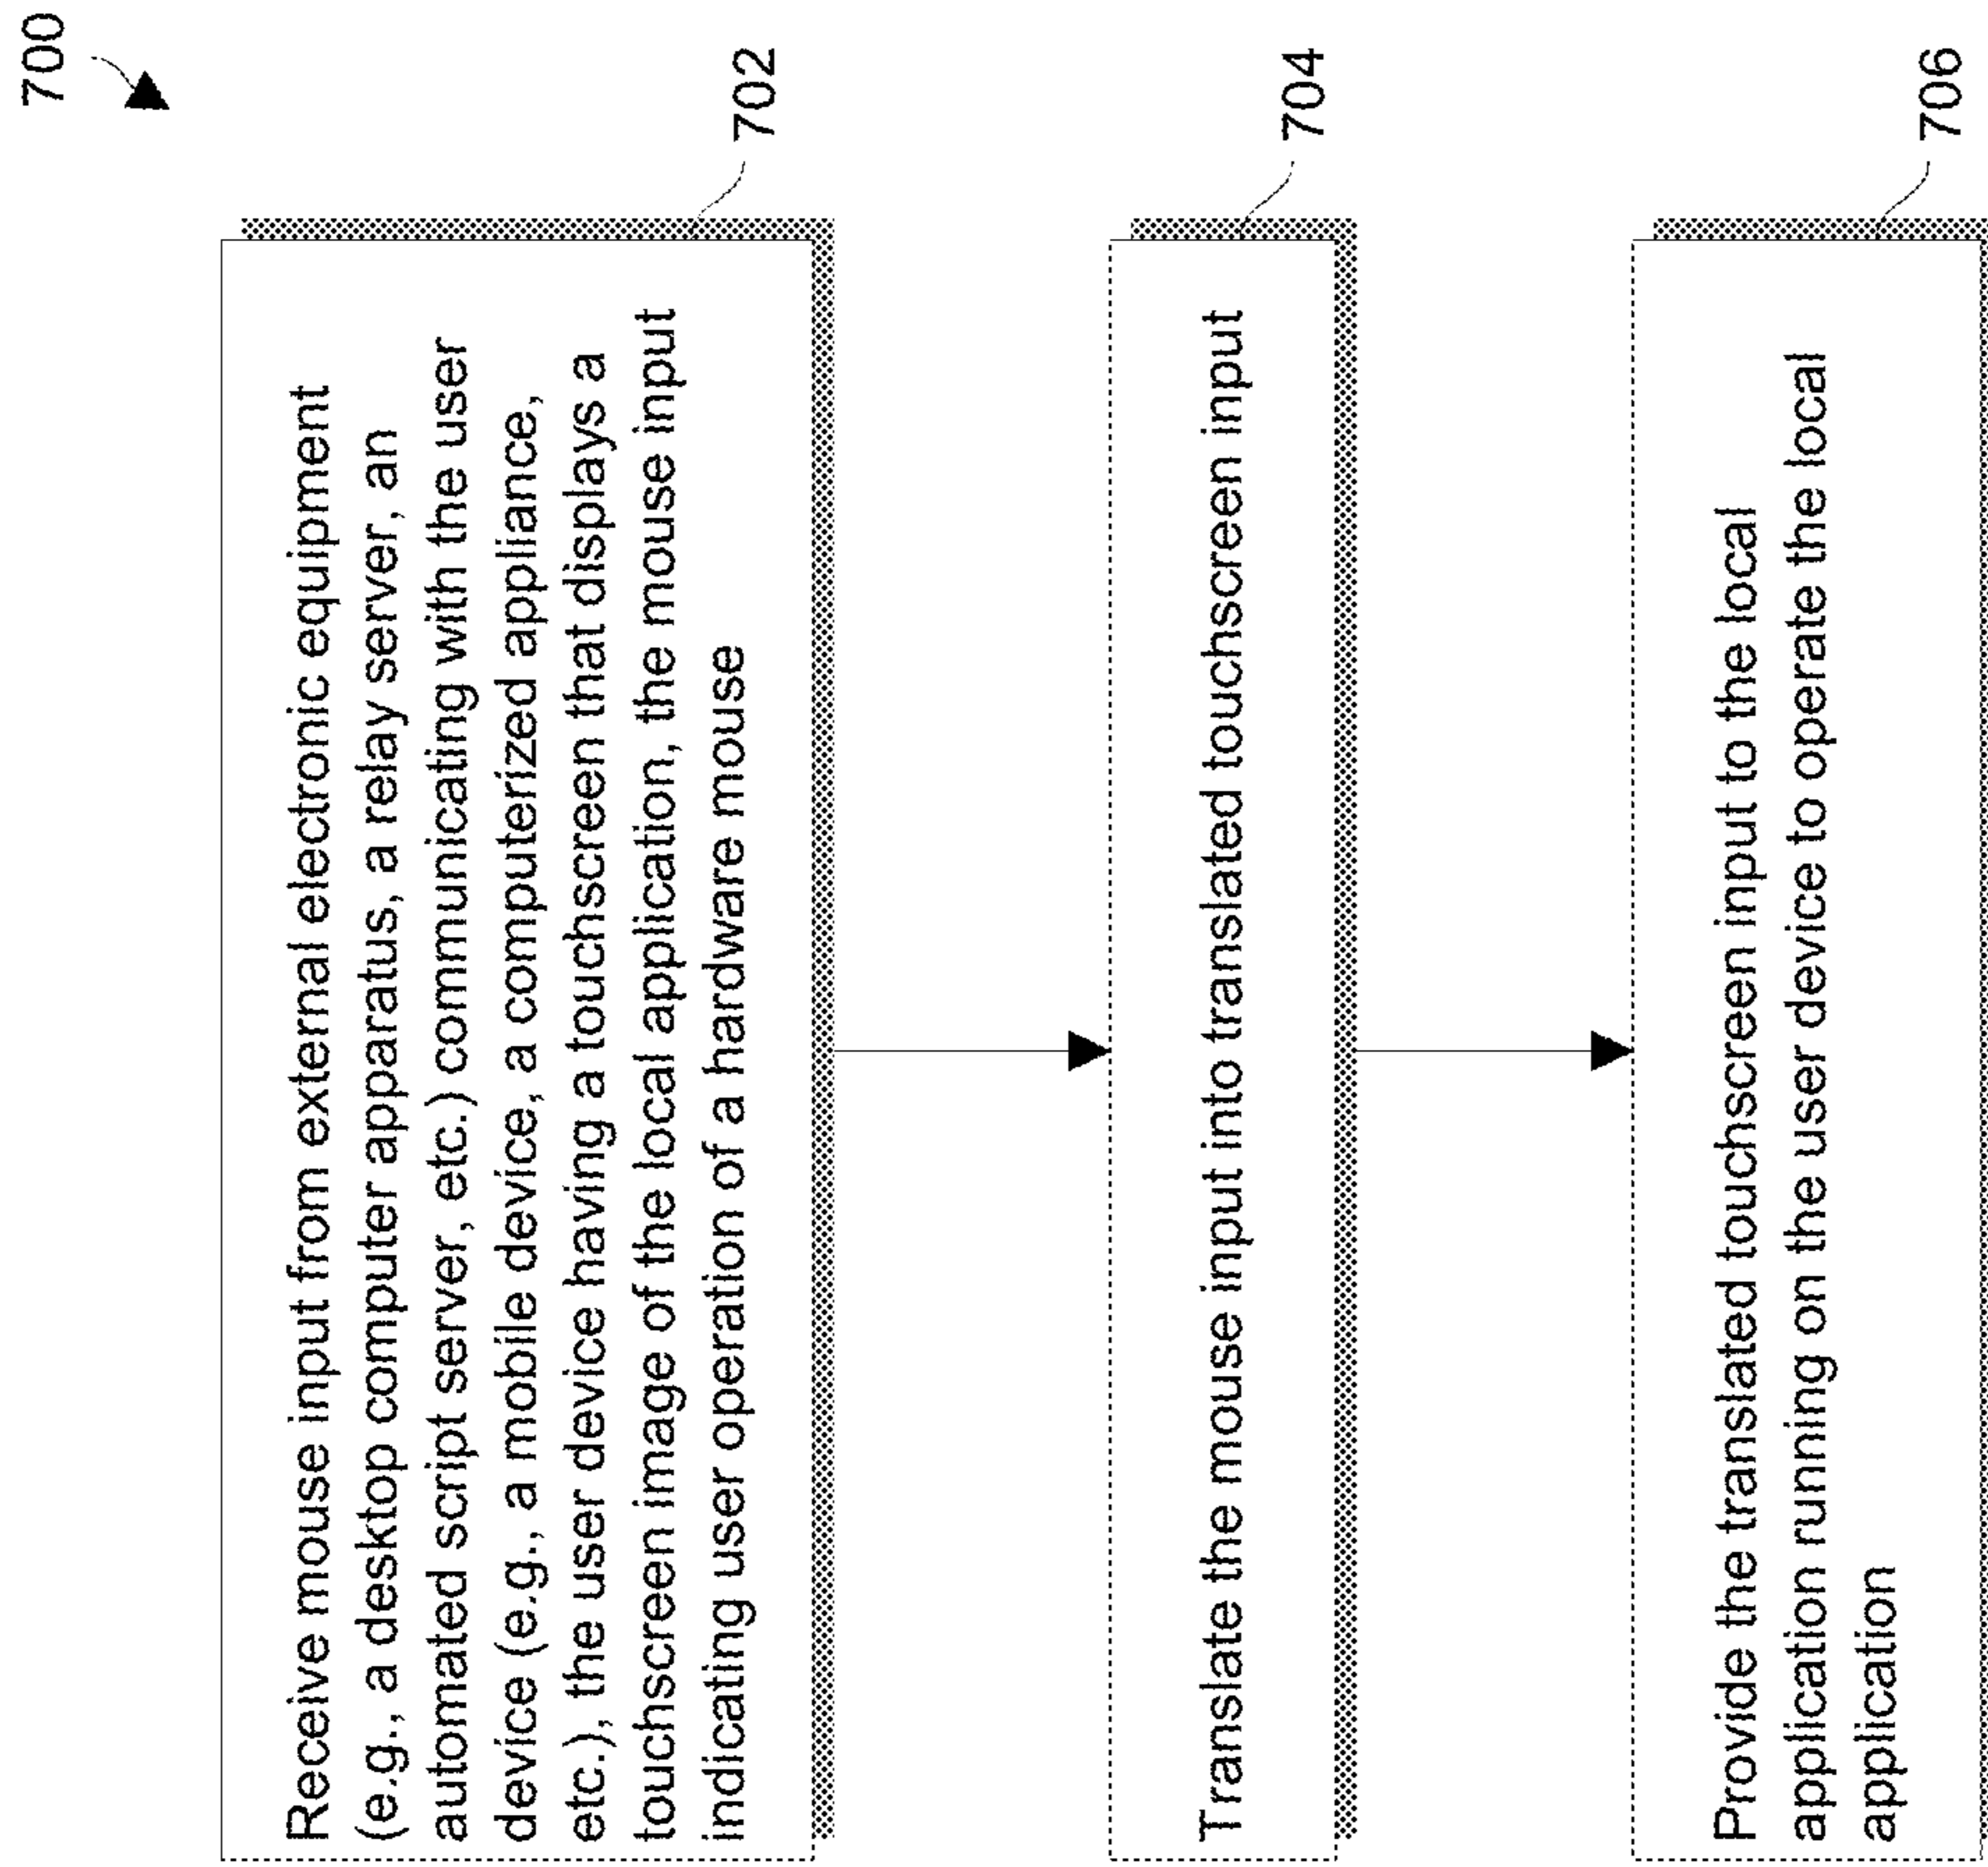 700
Receive mouse input from external electronic equipment
(e.g., a desktop computer apparatus, a relay server, an
automated script server, etc.) communicating with the user
device (e.g., a mobile device, a computerized appliance,
etc.), the user device having a touchscreen that displays a
touchscreen image of the local application, the mouse input
indicating user operation of a hardware mouse
702
Translate the mouse input into translated touchscreen input
704
Provide the translated touchscreen input to the local
application running on the user device to operate the local
application
706